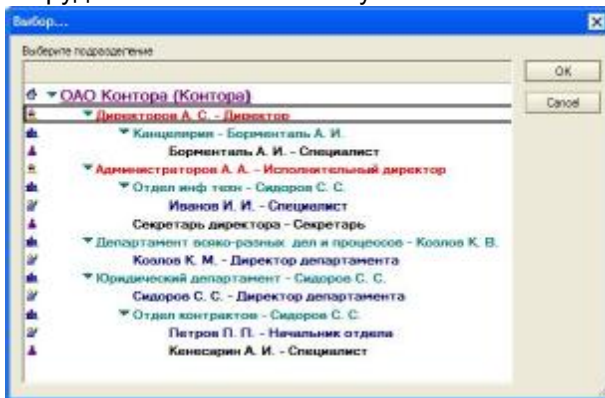 Выбор...
Выберите подразделение
OK
Cancel
ОАО Контора (Контора)
Директоров А. С. - Директор
Канцелярия - Борменталь А. И.
Борменталь А. И. - Специалист
Администраторов А. А. - Исполнительный директор
Отдел инф техн - Сидоров С. С.
Иванов И. И. - Специалист
Секретарь директора - Секретарь
Департамент всяко-разных дел и процессов - Козлов К. В.
Козлов К. М. - Директор департамента
Юридический департамент - Сидоров С. С.
Сидоров С. С. - Директор департамента
Отдел контрактов - Сидоров С. С.
Петров П. П. - Начальник отдела
Кенесарин А. И. - Специалист